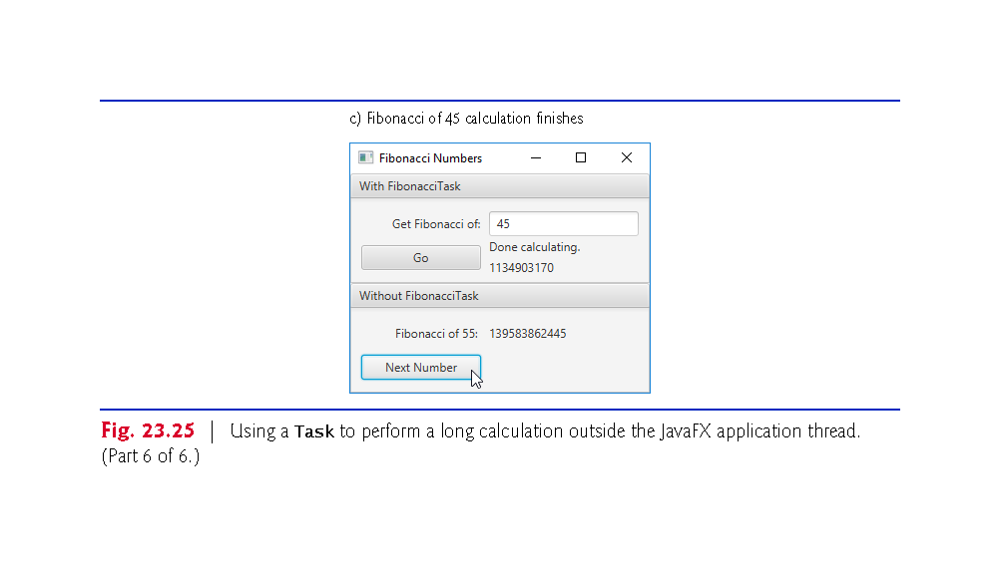 c) Fibonacci of 45 calculation finishes
Fibonacci Numbers
With FibonacciTask
Get Fibonacci of: 45
Done calculating.
Go
1134903170
Without FibonacciTask
Fibonacci of 55: 139583862445
Next Number
Fig. 23.25 | Using a Task to perform a long calculation outside the JavaFX application thread.
(Part 6 of 6.)